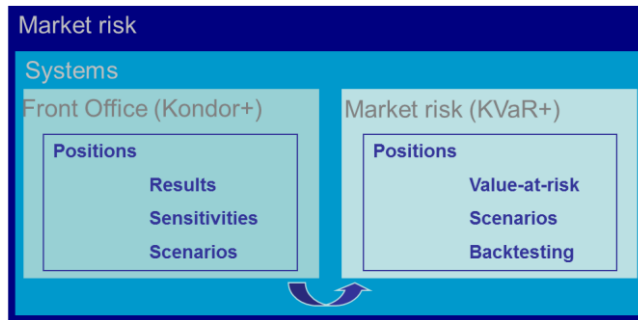 Market risk
Systems
Front Office (Kondor+)
Positions
Results
Sensitivities
Scenarios
Market risk (KVaR+)
Positions
Value-at-risk
Scenarios
Backtesting